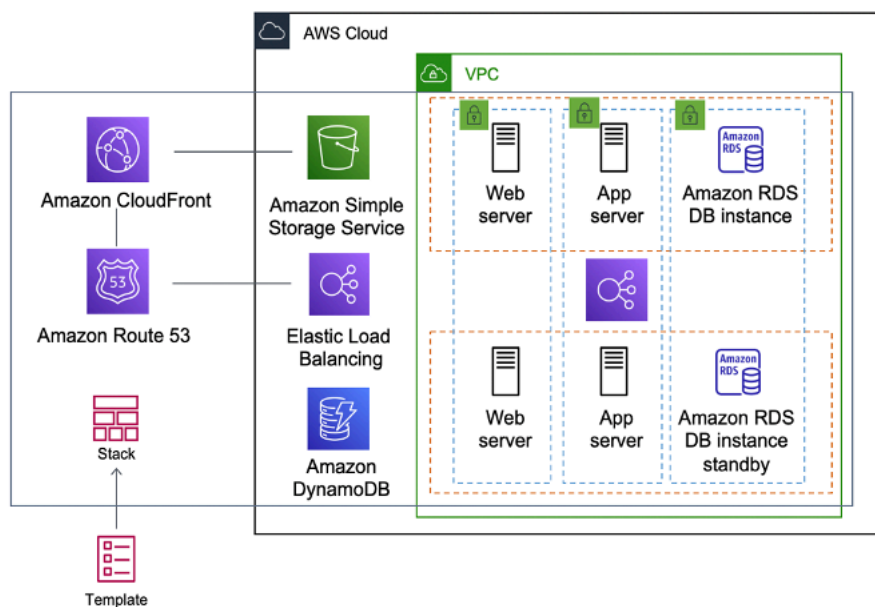 AWS Cloud
VPC
Amazon CloudFront
Amazon Simple
Storage Service
Web
server
App
server
Amazon
RDS
Amazon RDS
DB instance
53
Amazon Route 53
Elastic Load
Balancing
Stack
Amazon
DynamoDB
Web
server
App
server
Amazon
RDS
Amazon RDS
DB instance
standby
Template